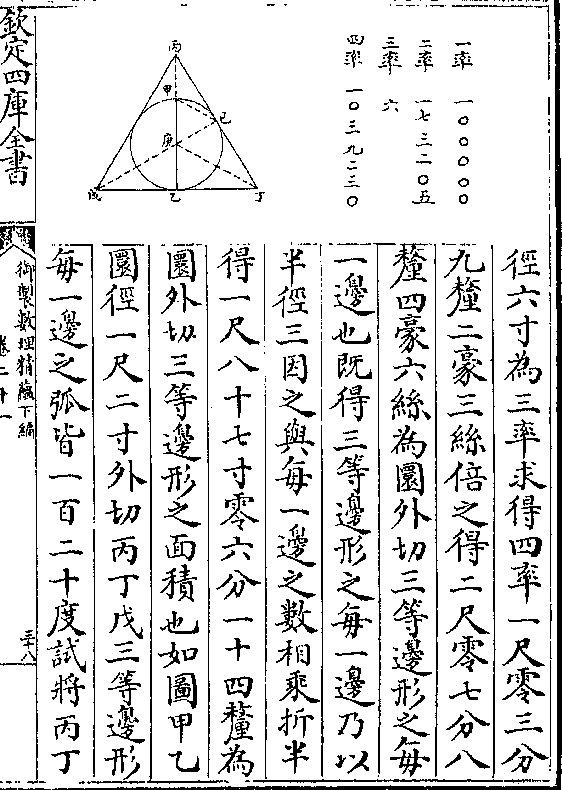 一率　一〇〇〇〇〇
二率　一七三二〇五
三率　六
四率　一〇三九二三〇
丙
甲
己
庚
戊
乙
丁
徑六寸為三率求得四率一尺零三分
九釐二豪三絲倍之得二尺零七分八
釐四豪六絲為圜外切三等邊形之每
一邊也既得三等邊形之每一邊乃以
半徑三因之與每一邊之數相乘折半
得一尺八十七寸零六分一十四釐為
圜外切三等邊形之面積也如圖甲乙
圜徑一尺二寸外切丙丁戊三等邊形
每一邊之弧皆一百二十度試將丙丁
欽定四庫全書
御製數理精藴下編
卷二十一
三十八